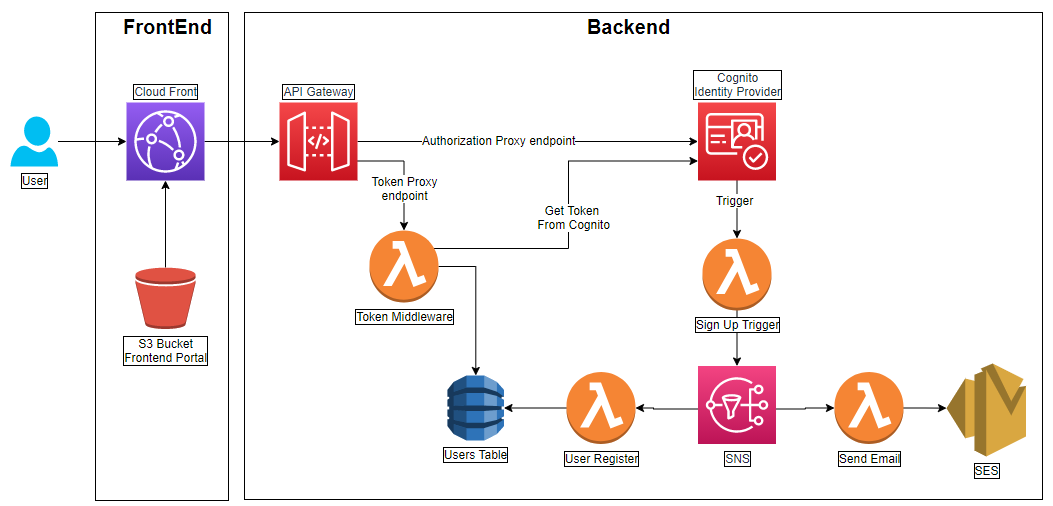 FrontEnd
Backend
Cloud Front
API Gateway
Cognito
Identity Provider
Authorization Proxy endpoint
User
Token Proxy
endpoint
Trigger
Get Token
From Cognito
Token Middleware
Sign Up Trigger
S3 Bucket
Frontend Portal
Users Table
User Register
SNS
Send Email
SES